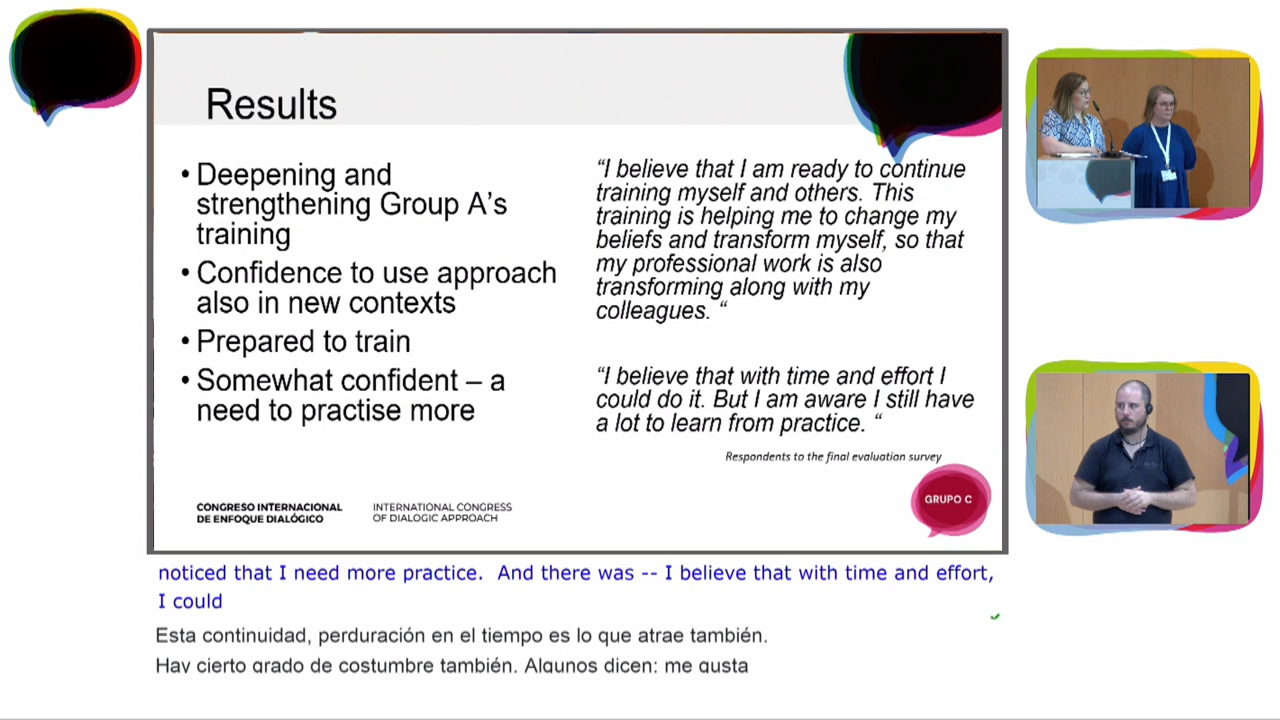 Results
• Deepening and
strengthening Group A’s
training
• Confidence to use approach
also in new contexts
• Prepared to train
• Somewhat confident – a
need to practise more
“I believe that I am ready to continue
training myself and others. This
training is helping me to change my
beliefs and transform myself, so that
my professional work is also
transforming along with my
colleagues. “
“I believe that with time and effort I
could do it. But I am aware I still have
a lot to learn from practice. “
Respondents to the final evaluation survey
CONGRESO INTERNACIONAL
DE ENFOQUE DIALÓGICO
INTERNATIONAL CONGRESS
OF DIALOGIC APPROACH
GRUPO C
noticed that I need more practice.  And there was -- I believe that with time and effort,
I could
Esta continuidad, perduración en el tiempo es lo que atrae también.
Hay cierto grado de costumbre también. Algunos dicen: me gusta